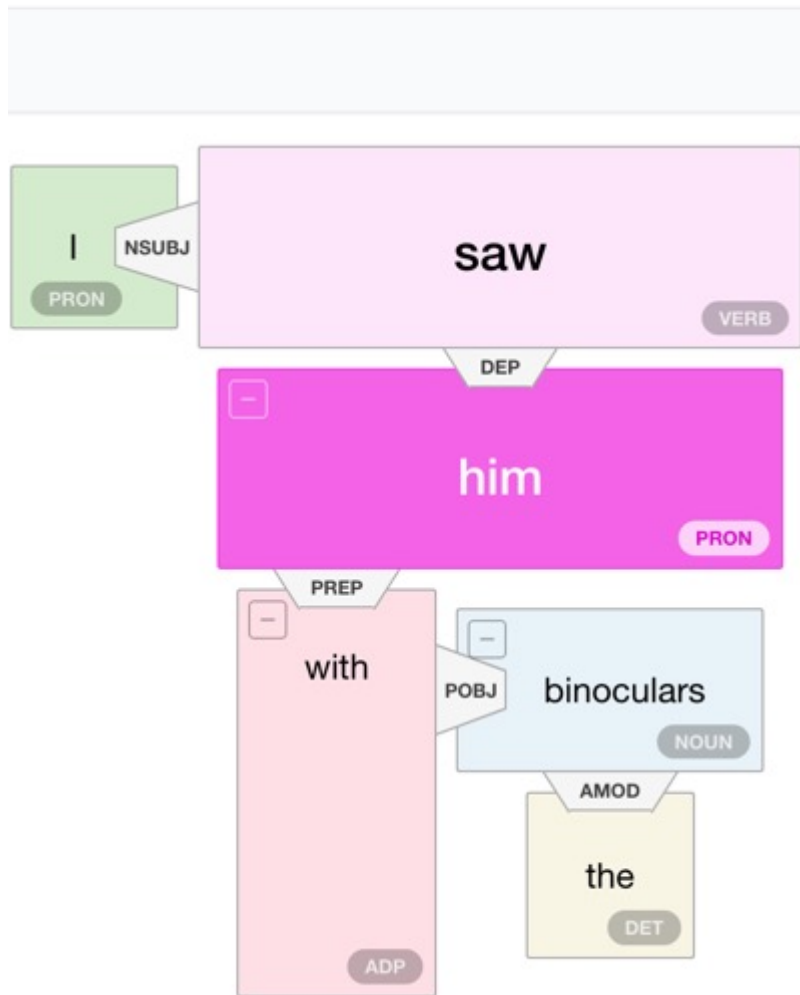 I
NSUBJ
saw
PRON
VERB
DEP
him
PRON
PREP
with
POBJ
binoculars
NOUN
AMOD
the
DET
ADP